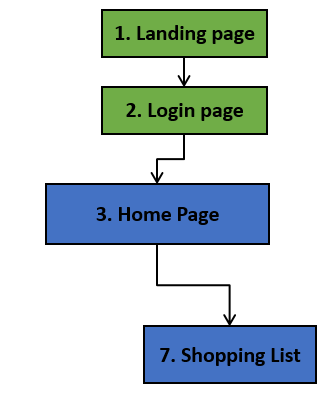 1. Landing page
2. Login page
3. Home Page
7. Shopping List